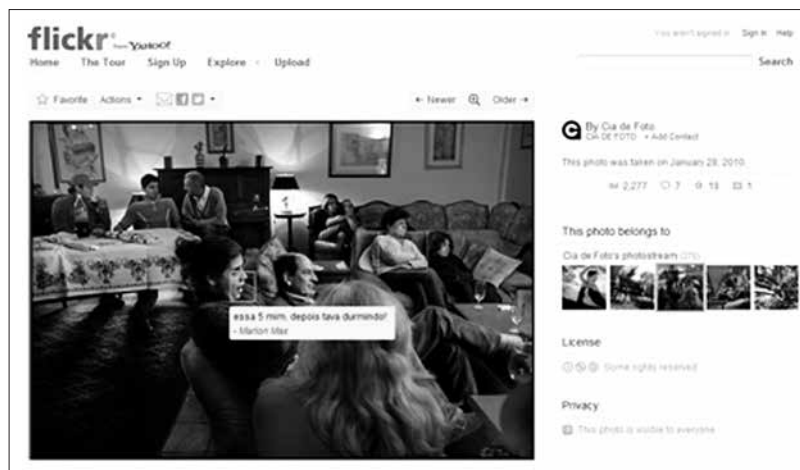 flickr from YAHOO!
You aren't signed in Sign In Help
Home The Tour Sign Up Explore Upload
Search
Favorite Actions
← Newer Older →
By Cia de Foto
CIA DE FOTO + Add Contact
This photo was taken on January 28, 2010.
2,277 7 13 1
This photo belongs to
Cia de Foto's photostream
essa 5 mim, depois tava durmindo!
- Marlon Max
License
Some rights reserved
Privacy
This photo is visible to everyone